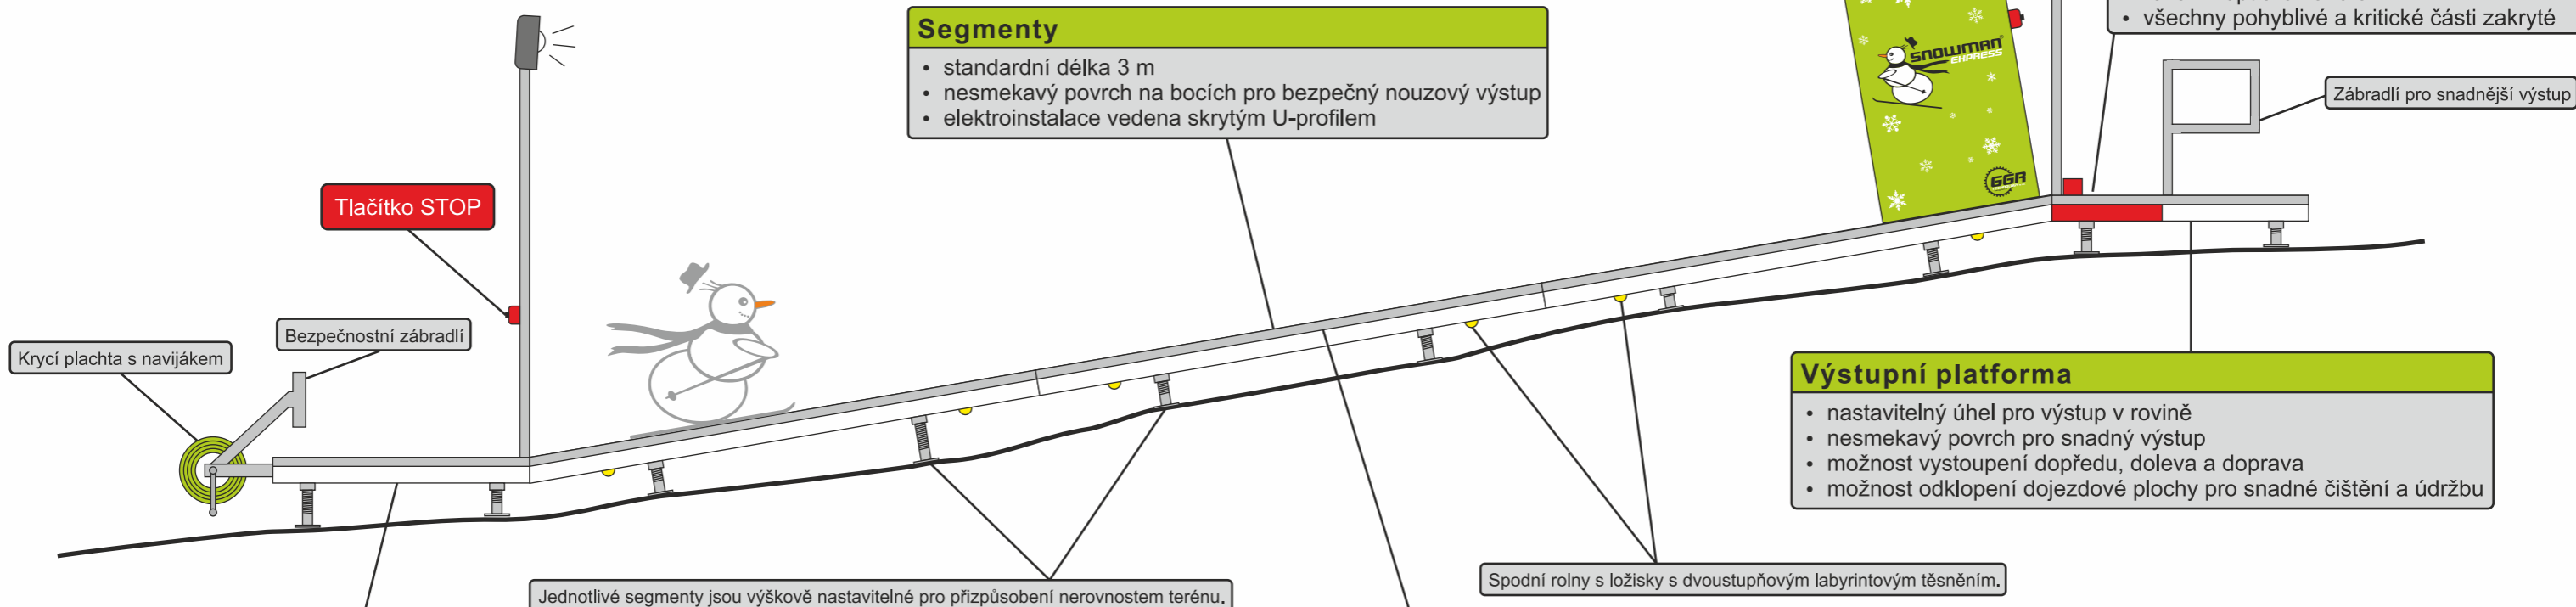 • všechny pohyblivé a kritické části zakryté
Segmenty
• standardní délka 3 m
• nesmekavý povrch na bocích pro bezpečný nouzový výstup
• elektroinstalace vedena skrytým U-profilem
SNOWMAN®
EXPRESS
Zábradlí pro snadnější výstup
GGR
Tlačítko STOP
Bezpečnostní zábradlí
Krycí plachta s navijákem
Výstupní platforma
• nastavitelný úhel pro výstup v rovině
• nesmekavý povrch pro snadný výstup
• možnost vystoupení dopředu, doleva a doprava
• možnost odklopení dojezdové plochy pro snadné čištění a údržbu
Spodní rolny s ložisky s dvoustupňovým labyrintovým těsněním.
Jednotlivé segmenty jsou výškově nastavitelné pro přizpůsobení nerovnostem terénu.